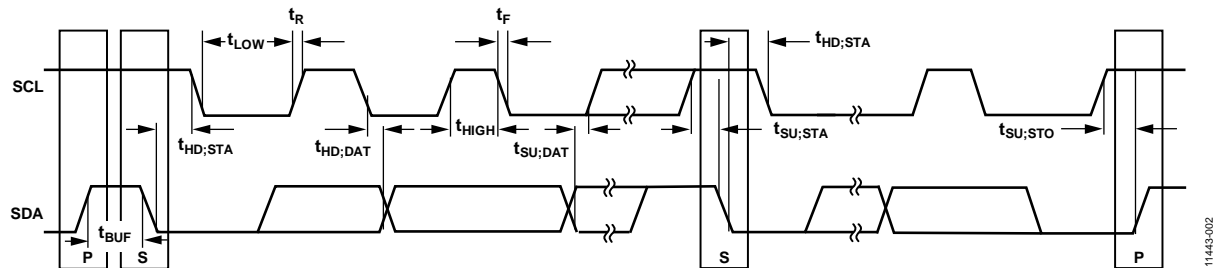 tR
tF
tLOW
tHD;STA
SCL
tHD;STA
tHD;DAT
tHIGH
tSU;DAT
tSU;STA
tSU;STO
SDA
tBUF
P
S
S
P
11443-002